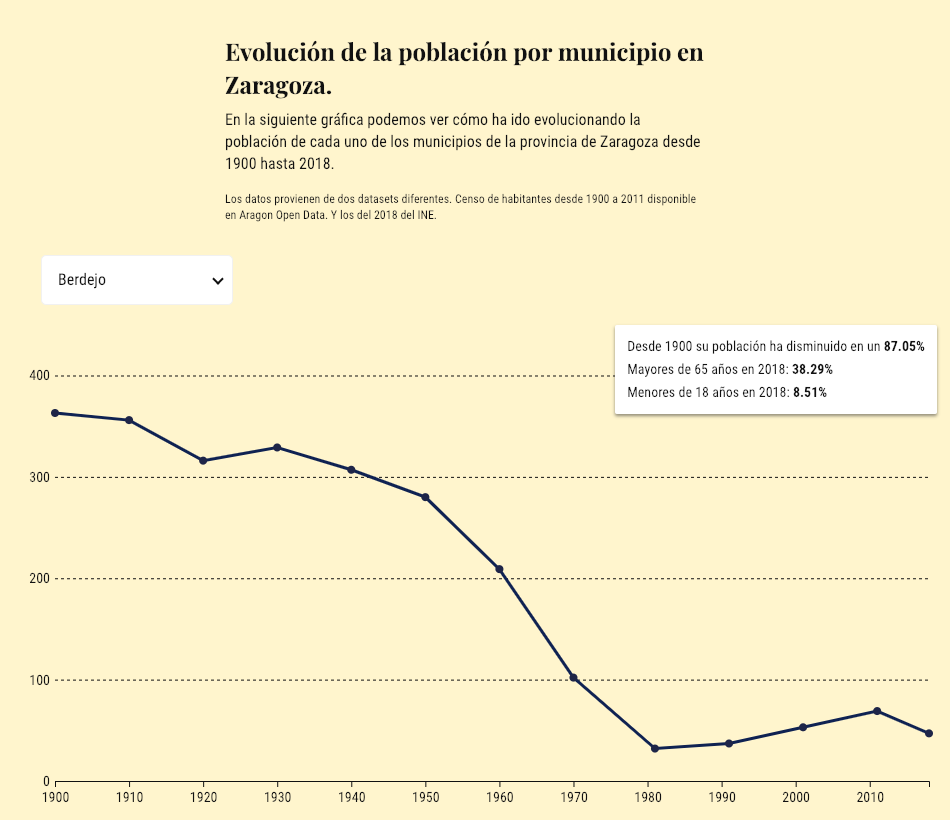 Evolución de la población por municipio en
Zaragoza.
En la siguiente gráfica podemos ver cómo ha ido evolucionando la
población de cada uno de los municipios de la provincia de Zaragoza desde
1900 hasta 2018.
Los datos provienen de dos datasets diferentes. Censo de habitantes desde 1900 a 2011 disponible
en Aragon Open Data. Y los del 2018 del INE.
Berdejo
Desde 1900 su población ha disminuido en un 87.05%
Mayores de 65 años en 2018: 38.29%
Menores de 18 años en 2018: 8.51%
400
300
200
100
0
1900 1910 1920 1930 1940 1950 1960 1970 1980 1990 2000 2010